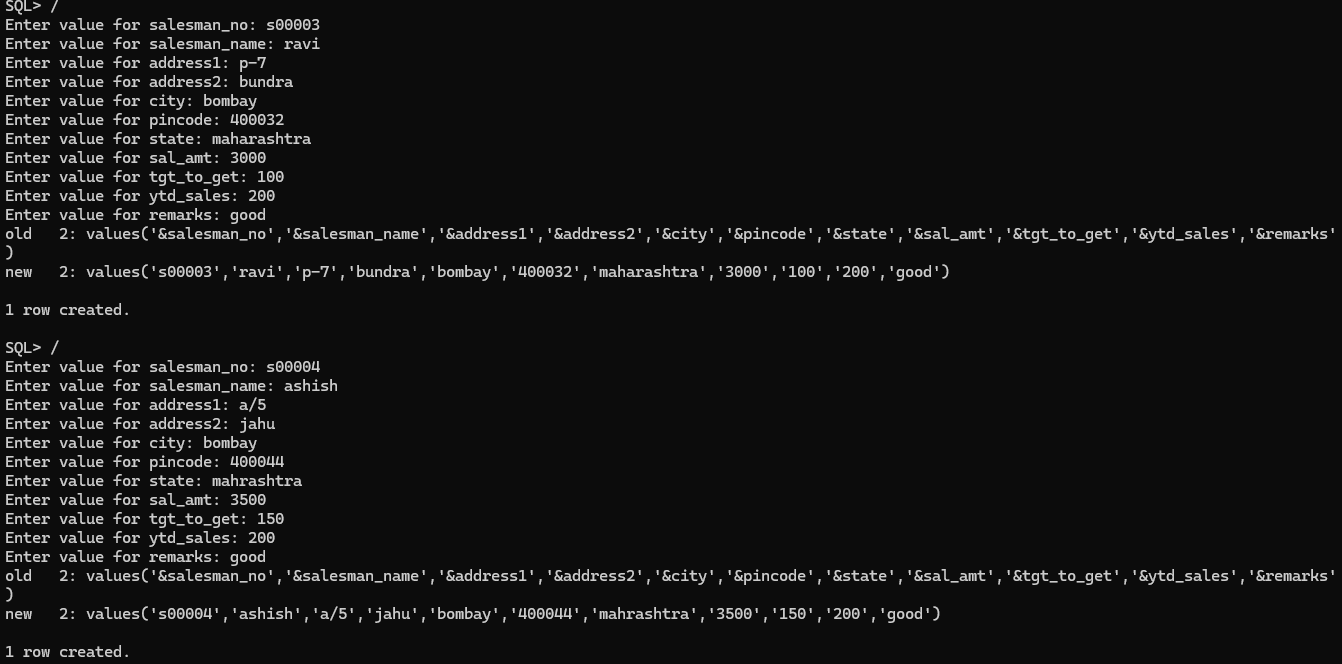 SQL> /
Enter value for salesman_no: s00003
Enter value for salesman_name: ravi
Enter value for address1: p-7
Enter value for address2: bundra
Enter value for city: bombay
Enter value for pincode: 400032
Enter value for state: maharashtra
Enter value for sal_amt: 3000
Enter value for tgt_to_get: 100
Enter value for ytd_sales: 200
Enter value for remarks: good
old   2: values('&salesman_no','&salesman_name','&address1','&address2','&city','&pincode','&state','&sal_amt','&tgt_to_get','&ytd_sales','&remarks'
)
new   2: values('s00003','ravi','p-7','bundra','bombay','400032','maharashtra','3000','100','200','good')
1 row created.
SQL> /
Enter value for salesman_no: s00004
Enter value for salesman_name: ashish
Enter value for address1: a/5
Enter value for address2: jahu
Enter value for city: bombay
Enter value for pincode: 400044
Enter value for state: mahrashtra
Enter value for sal_amt: 3500
Enter value for tgt_to_get: 150
Enter value for ytd_sales: 200
Enter value for remarks: good
old   2: values('&salesman_no','&salesman_name','&address1','&address2','&city','&pincode','&state','&sal_amt','&tgt_to_get','&ytd_sales','&remarks'
)
new   2: values('s00004','ashish','a/5','jahu','bombay','400044','mahrashtra','3500','150','200','good')
1 row created.